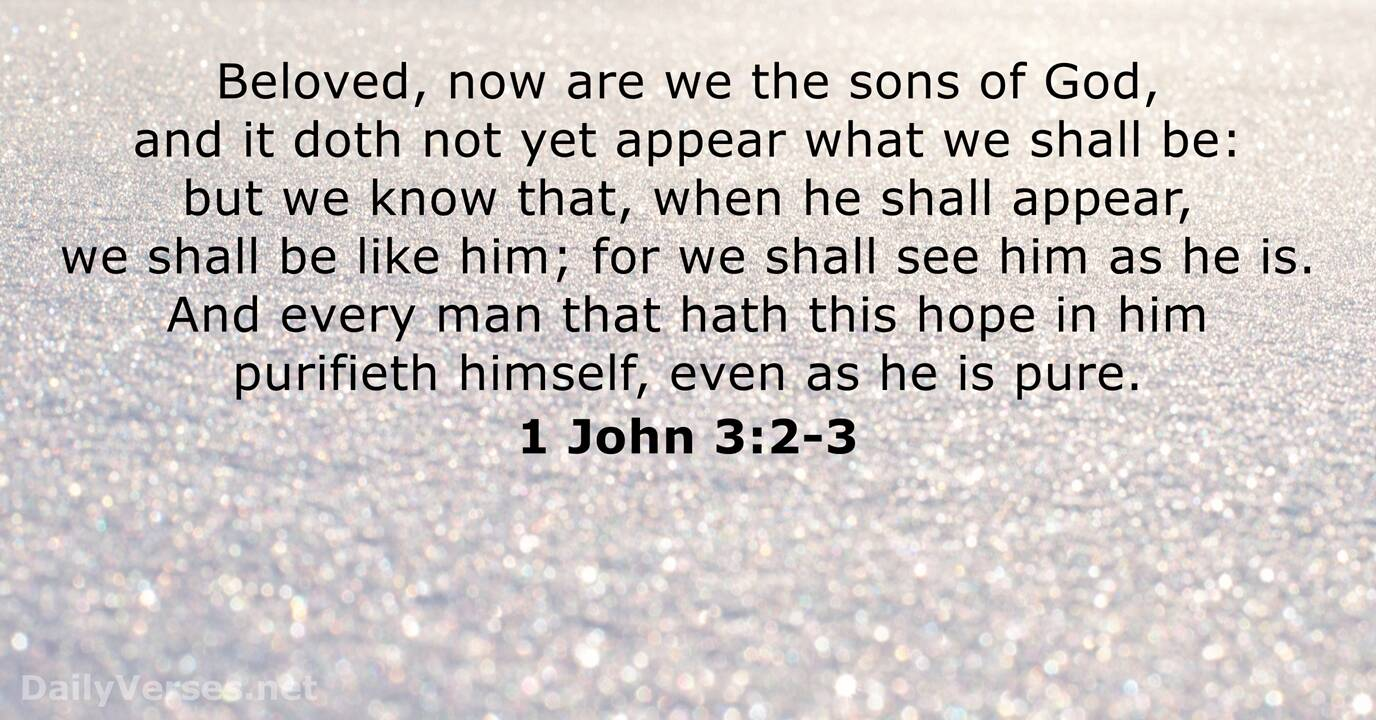 Beloved, now are we the sons of God,
and it doth not yet appear what we shall be:
but we know that, when he shall appear,
we shall be like him; for we shall see him as he is.
And every man that hath this hope in him
purifieth himself, even as he is pure.
1 John 3:2-3
DailyVerses.net